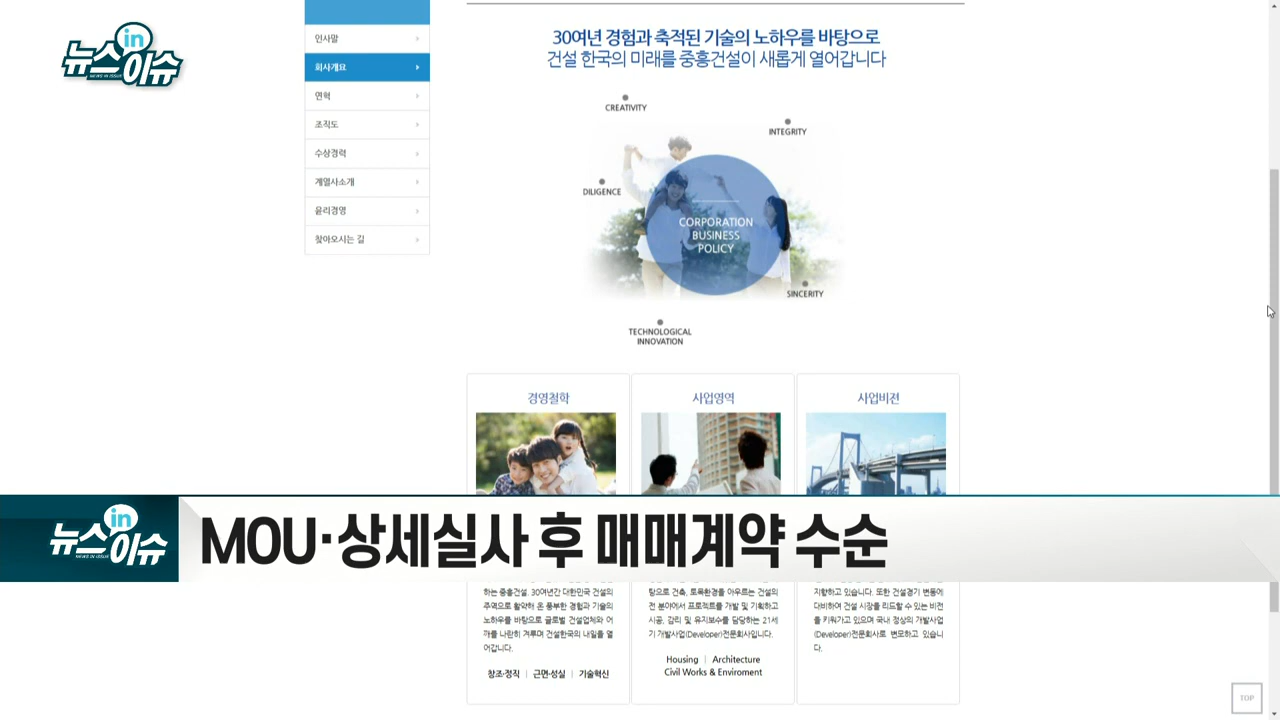 뉴스in이슈
NEWS IN ISSUE
인사말
회사개요
연혁
조직도
수상경력
계열사소개
윤리경영
찾아오시는 길
30여년 경험과 축적된 기술의 노하우를 바탕으로
건설 한국의 미래를 중흥건설이 새롭게 열어갑니다
CREATIVITY
INTEGRITY
DILIGENCE
CORPORATION
BUSINESS
POLICY
SINCERITY
TECHNOLOGICAL
INNOVATION
경영철학
사업영역
사업비젼
뉴스in이슈
NEWS IN ISSUE
MOU·상세실사 후 매매계약 수순
하는 중흥건설. 30여년간 대한민국 건설의
주역으로 활약해 온 풍부한 경험과 기술의
노하우를 바탕으로 글로벌 건설업체와 어
깨를 나란히 겨루며 건설한국의 내일을 열
어갑니다.
창조·정직 | 근면·성실 | 기술혁신
탕으로 건축, 토목환경을 아우르는 건설의
전 분야에서 프로젝트를 개발 및 기획하고
시공, 감리 및 유지보수를 담당하는 21세
기 개발사업(Developer)전문회사입니다.
Housing | Architecture
Civil Works & Enviroment
지향하고 있습니다. 또한 건설경기 변동에
대비하여 건설 시장을 리드할 수 있는 비전
을 키워가고 있으며 국내 정상의 개발사업
(Developer)전문회사로 변모하고 있습니
다.
TOP